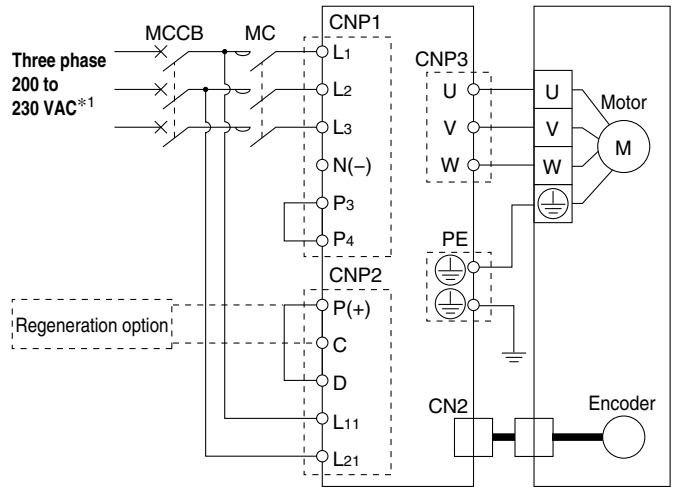 CNP1
MCCB
MC
Three phase
200 to
230 VAC*1
L1
L2
L3
N(−)
P3
P4
CNP3
U
V
W
U
V
W
Motor
M
PE
CNP2
P(+)
C
D
L11
L21
Regeneration option
CN2
Encoder